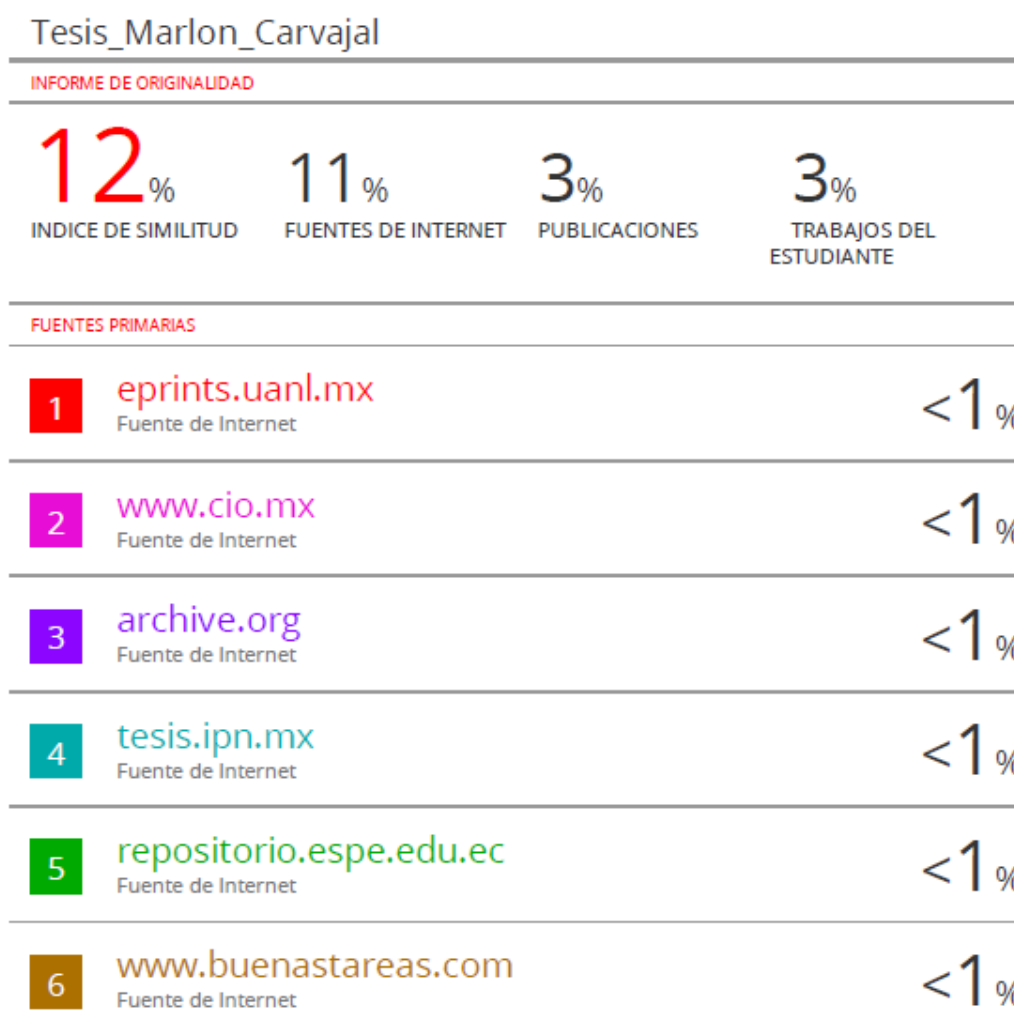 Tesis_Marlon_Carvajal
INFORME DE ORIGINALIDAD
12% 11% 3% 3%
INDICE DE SIMILITUD FUENTES DE INTERNET PUBLICACIONES TRABAJOS DEL
ESTUDIANTE
FUENTES PRIMARIAS
1 eprints.uanl.mx <1%
Fuente de Internet
2 www.cio.mx <1%
Fuente de Internet
3 archive.org <1%
Fuente de Internet
4 tesis.ipn.mx <1%
Fuente de Internet
5 repositorio.espe.edu.ec <1%
Fuente de Internet
6 www.buenastareas.com <1%
Fuente de Internet